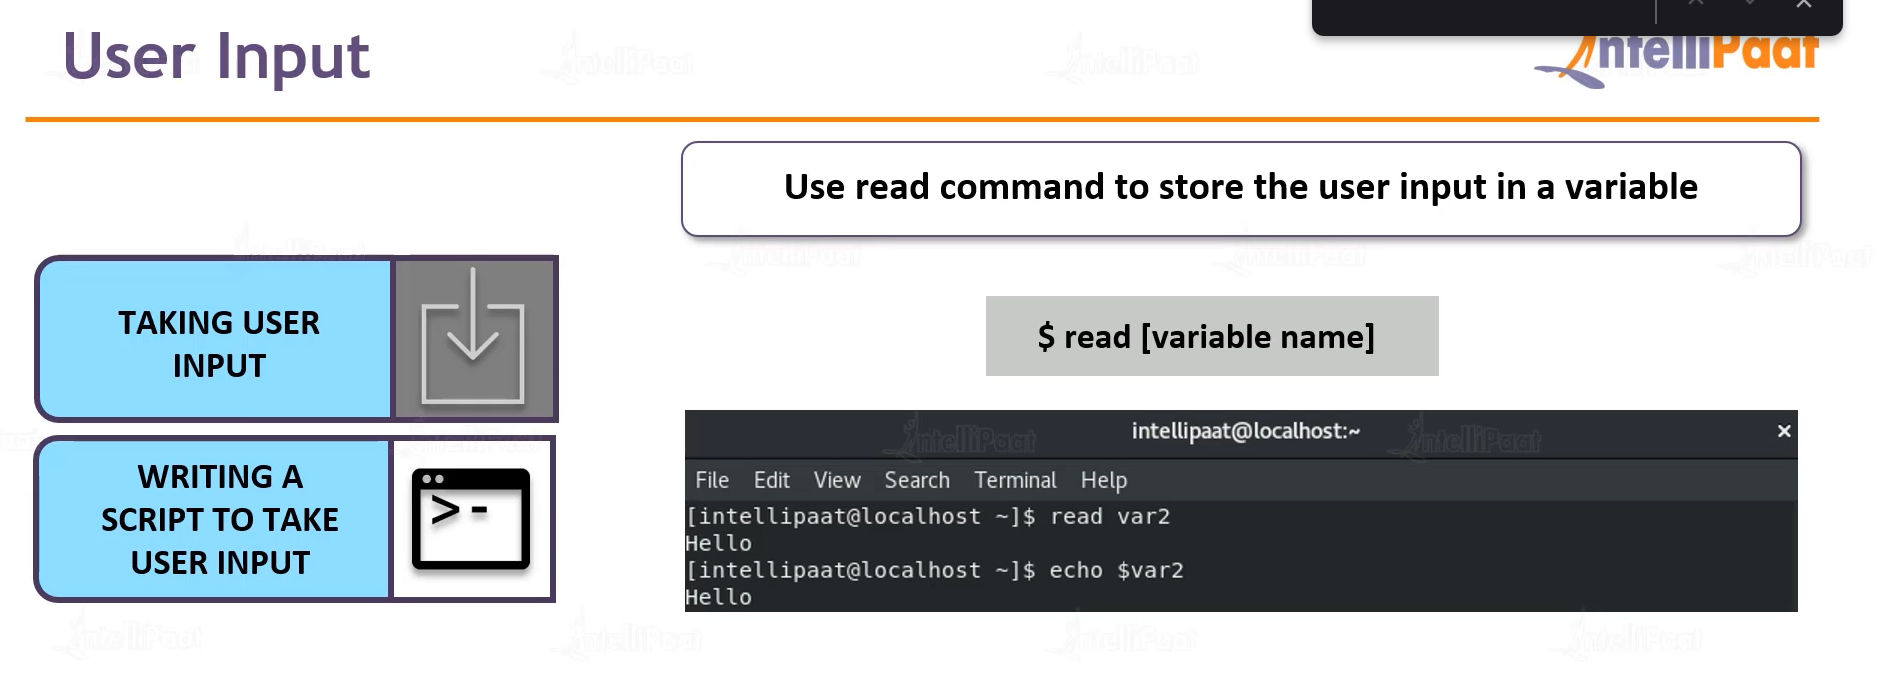 User Input
IntelliPaat
Use read command to store the user input in a variable
TAKING USER
INPUT
$ read [variable name]
WRITING A
SCRIPT TO TAKE
USER INPUT
intellipaat@localhost:~
File Edit View Search Terminal Help
[intellipaat@localhost ~]$ read var2
Hello
[intellipaat@localhost ~]$ echo $var2
Hello